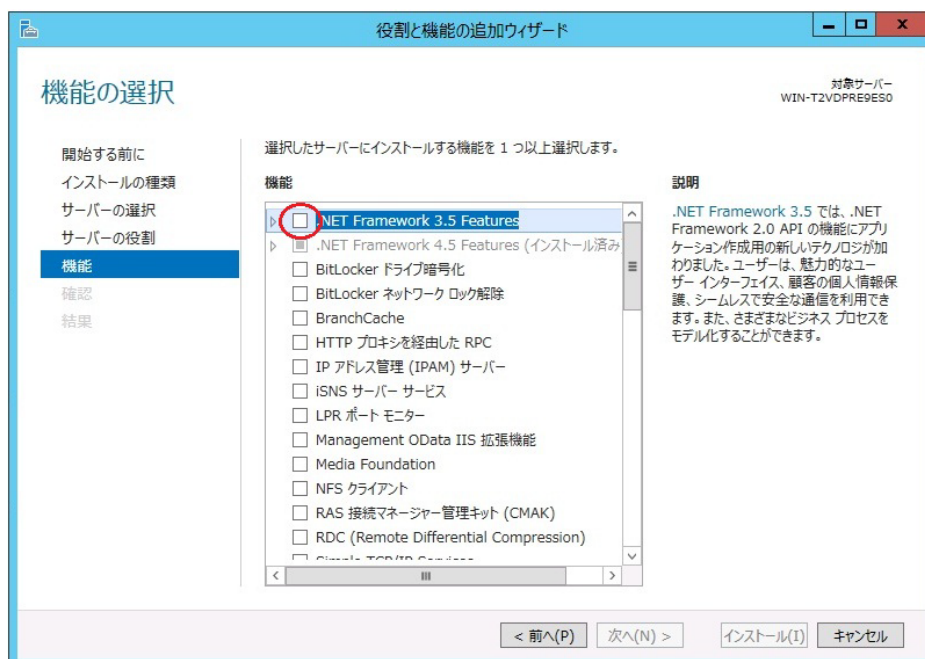 役割と機能の追加ウィザード
機能の選択
対象サーバー
WIN-T2VDPRE9ES0
開始する前に
インストールの種類
サーバーの選択
サーバーの役割
機能
確認
結果
選択したサーバーにインストールする機能を 1 つ以上選択します。
機能
.NET Framework 3.5 Features
.NET Framework 4.5 Features (インストール済み
BitLocker ドライブ暗号化
BitLocker ネットワーク ロック解除
BranchCache
HTTP プロキシを経由した RPC
IP アドレス管理 (IPAM) サーバー
iSNS サーバー サービス
LPR ポート モニター
Management OData IIS 拡張機能
Media Foundation
NFS クライアント
RAS 接続マネージャー管理キット (CMAK)
RDC (Remote Differential Compression)
Simple TCP/IP Services
説明
.NET Framework 3.5 では、.NET
Framework 2.0 API の機能にアプリ
ケーション作成用の新しいテクノロジが加
わりました。ユーザーは、魅力的なユー
ザー インターフェイス、顧客の個人情報保
護、シームレスで安全な通信を利用でき
ます。また、さまざまなビジネス プロセスを
モデル化することができます。
< 前へ(P)
次へ(N) >
インストール(I)
キャンセル